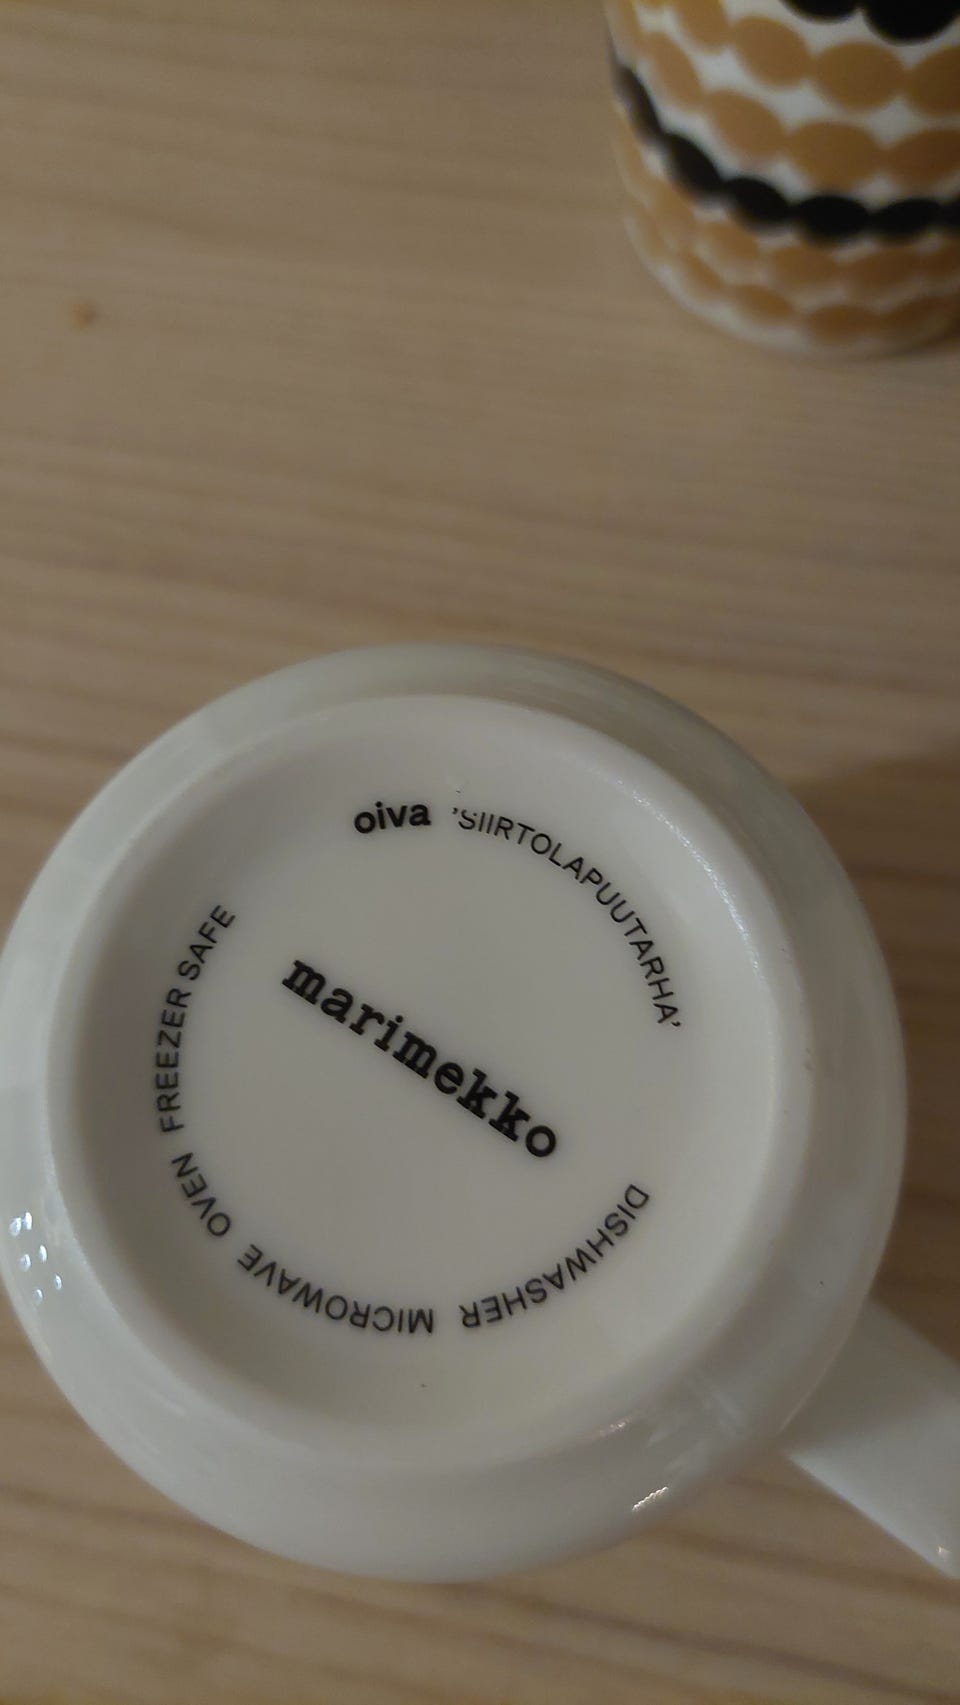 oiva 'SIIRTOLAPUUTARHA'
marimekko
DISHWASHER MICROWAVE OVEN FREEZER SAFE